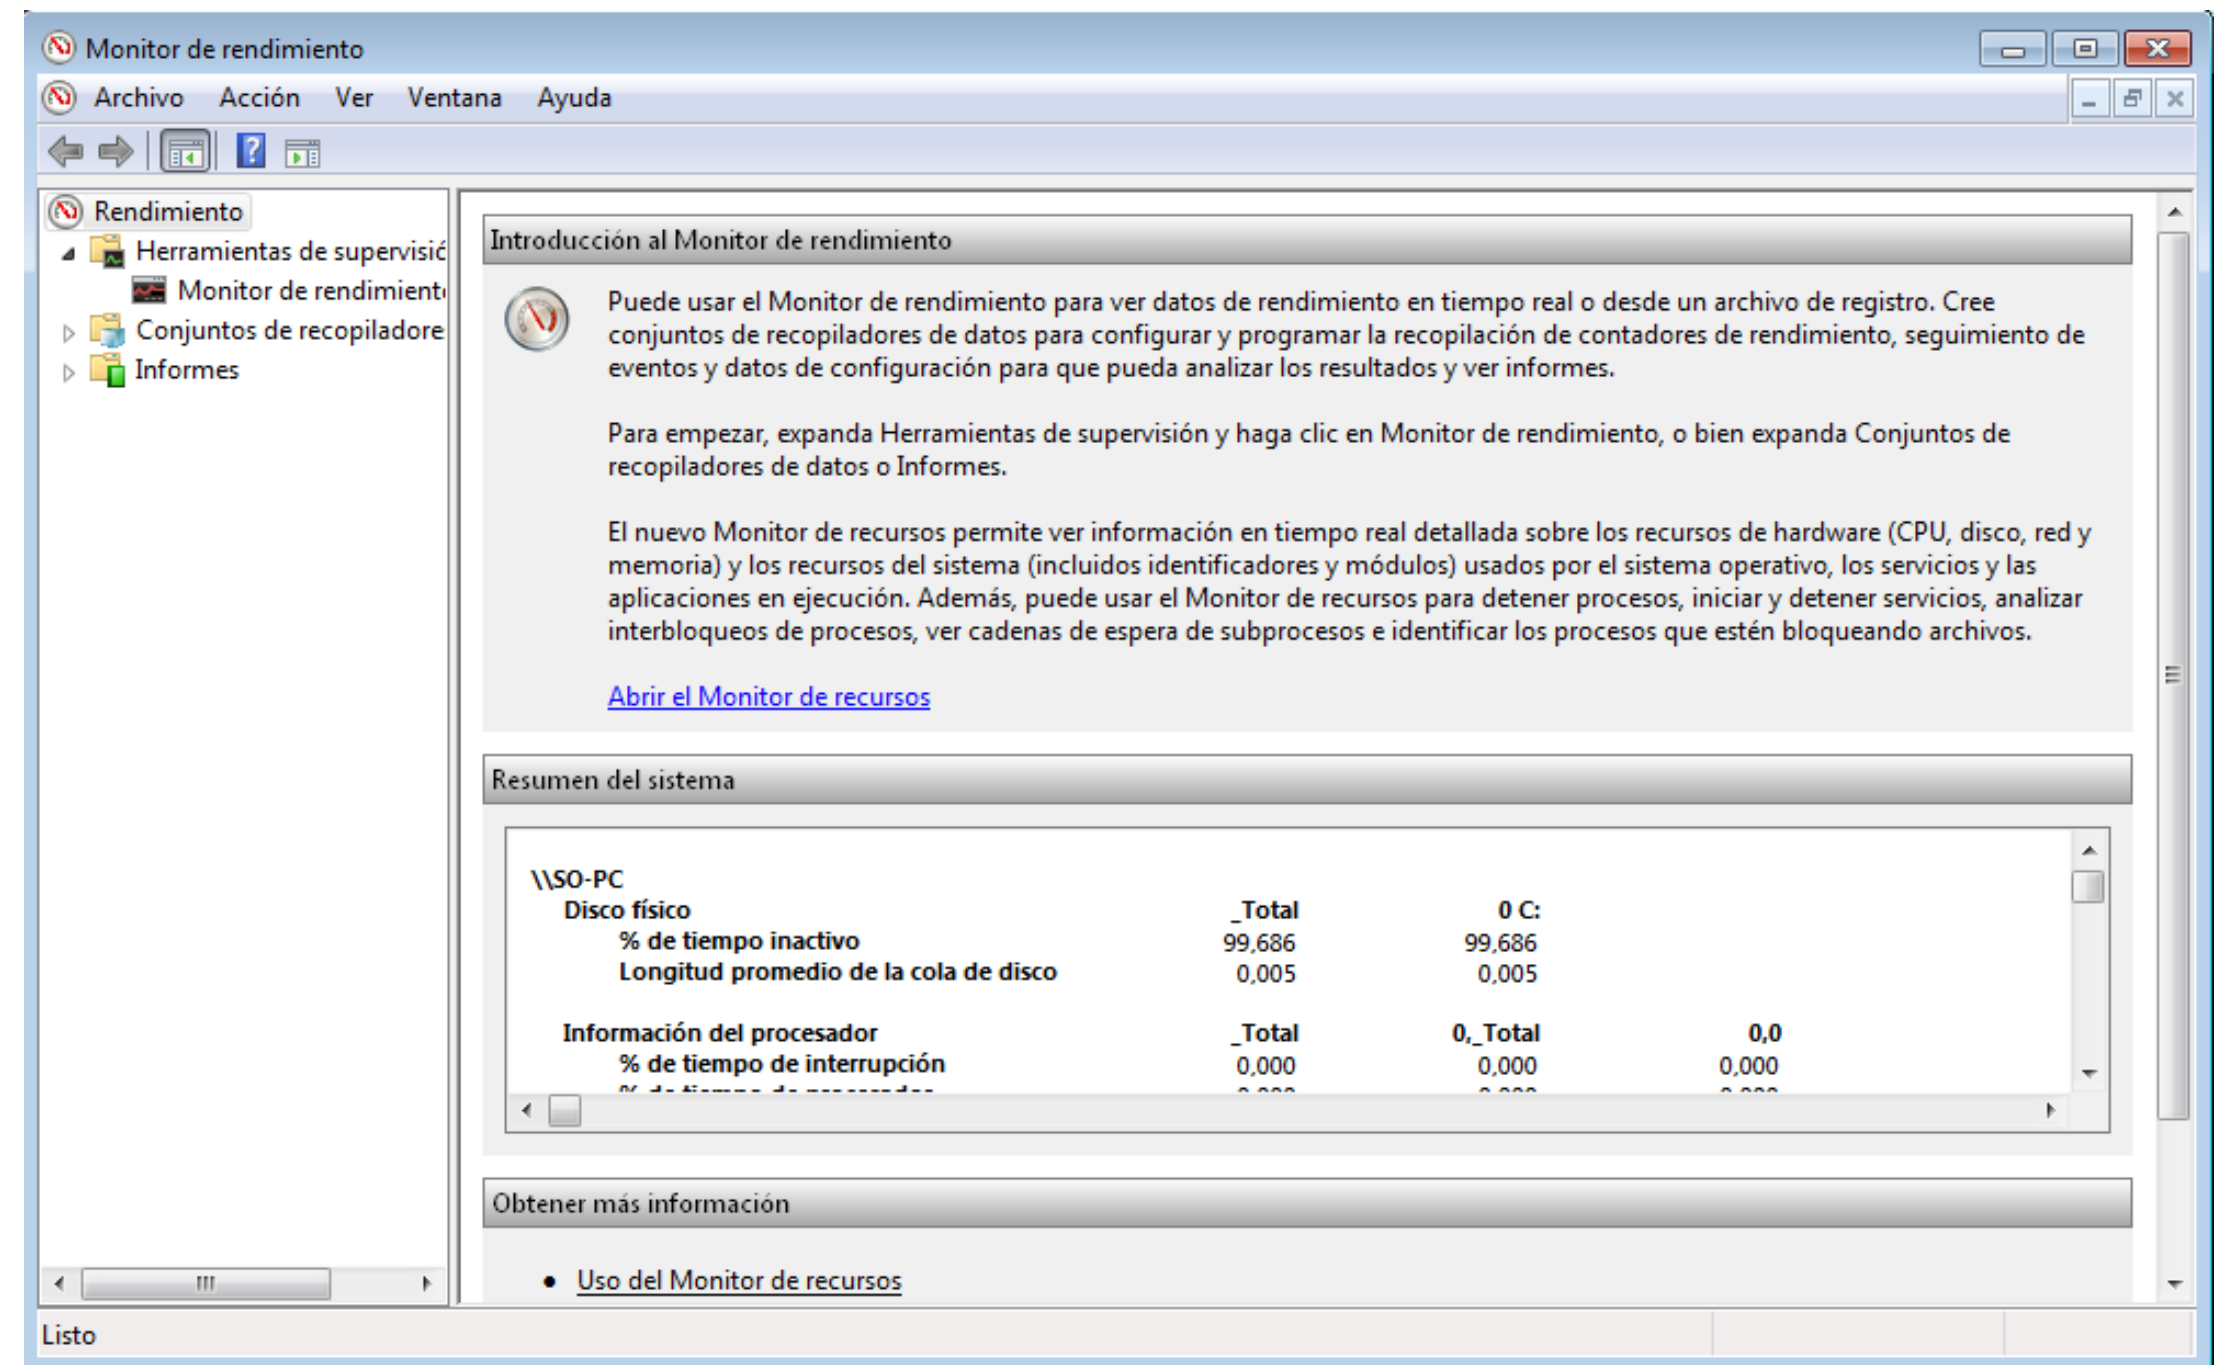 Monitor de rendimiento
Archivo Acción Ver Ventana Ayuda
Rendimiento
Herramientas de supervisió
Monitor de rendimient
Conjuntos de recopiladore
Informes
Introducción al Monitor de rendimiento
Puede usar el Monitor de rendimiento para ver datos de rendimiento en tiempo real o desde un archivo de registro. Cree
conjuntos de recopiladores de datos para configurar y programar la recopilación de contadores de rendimiento, seguimiento de
eventos y datos de configuración para que pueda analizar los resultados y ver informes.
Para empezar, expanda Herramientas de supervisión y haga clic en Monitor de rendimiento, o bien expanda Conjuntos de
recopiladores de datos o Informes.
El nuevo Monitor de recursos permite ver información en tiempo real detallada sobre los recursos de hardware (CPU, disco, red y
memoria) y los recursos del sistema (incluidos identificadores y módulos) usados por el sistema operativo, los servicios y las
aplicaciones en ejecución. Además, puede usar el Monitor de recursos para detener procesos, iniciar y detener servicios, analizar
interbloqueos de procesos, ver cadenas de espera de subprocesos e identificar los procesos que estén bloqueando archivos.
Abrir el Monitor de recursos
Resumen del sistema
\\SO-PC
Disco físico _Total 0 C:
% de tiempo inactivo 99,686 99,686
Longitud promedio de la cola de disco 0,005 0,005
Información del procesador _Total 0,_Total 0,0
% de tiempo de interrupción 0,000 0,000 0,000
Obtener más información
• Uso del Monitor de recursos
Listo